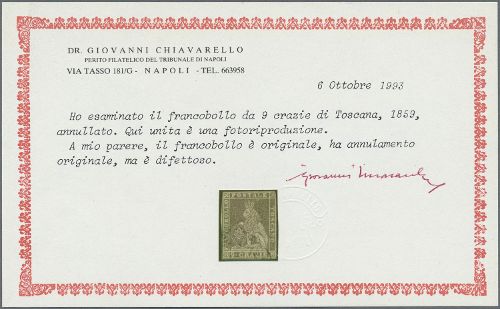 DR. GIOVANNI CHIAVARELLO
PERITO FILATELICO DEL TRIBUNALE DI NAPOLI
VIA TASSO 181/G - NAPOLI - TEL. 663958
6 Ottobre 1993
Ho esaminato il francobollo da 9 crazie di Toscana, 1859,
annullato. Qui unita è una fotoriproduzione.
A mio parere, il francobollo è originale, ha annulamento
originale, ma è difettoso.